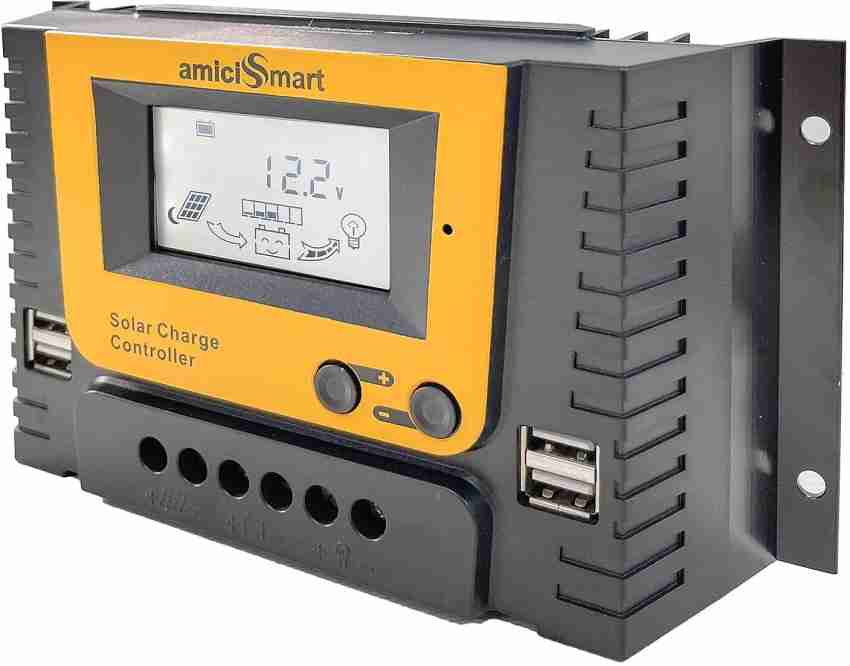 amiciSmart
12.2v
Solar Charge
Controller
+
-